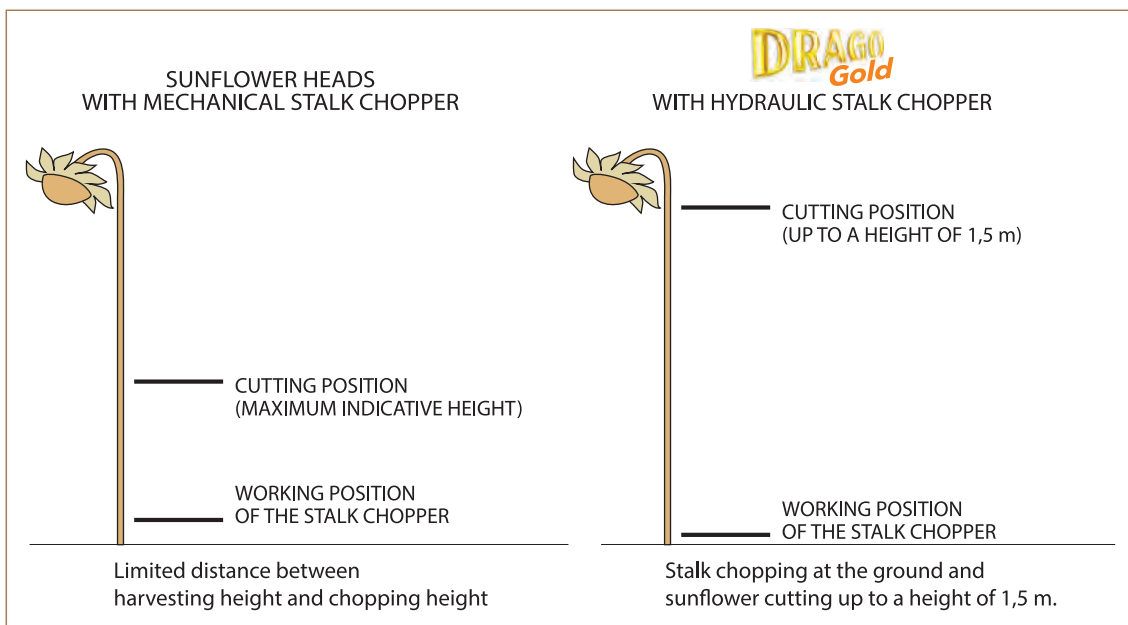 SUNFLOWER HEADS
WITH MECHANICAL STALK CHOPPER
CUTTING POSITION
(MAXIMUM INDICATIVE HEIGHT)
WORKING POSITION
OF THE STALK CHOPPER
Limited distance between
harvesting height and chopping height
DRAGO
Gold
WITH HYDRAULIC STALK CHOPPER
CUTTING POSITION
(UP TO A HEIGHT OF 1,5 m)
WORKING POSITION
OF THE STALK CHOPPER
Stalk chopping at the ground and
sunflower cutting up to a height of 1,5 m.